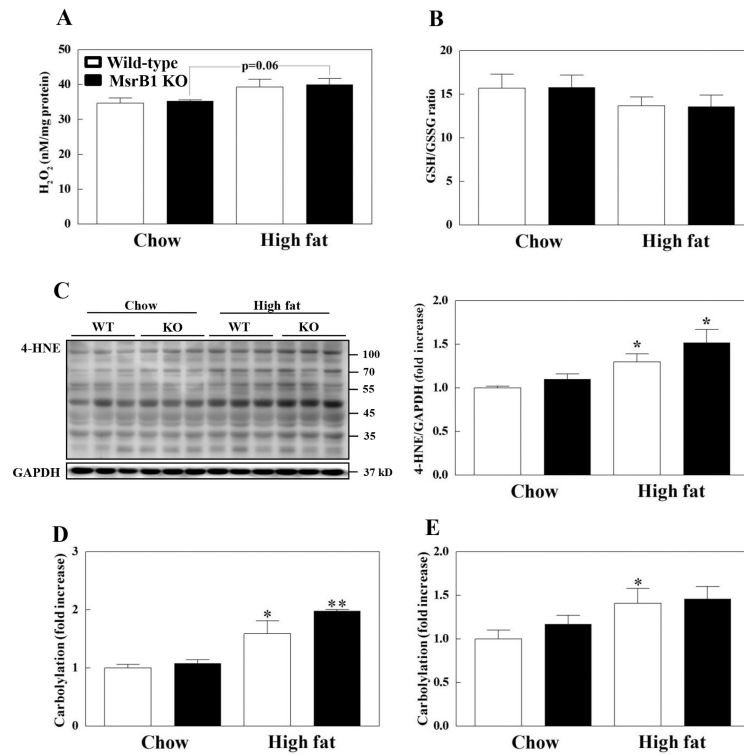 A
H₂O₂ (nM/mg protein)
50
40
30
20
10
0
Wild-type
MsrB1 KO
p=0.06
Chow High fat
B
GSH/GSSG ratio
20
15
10
5
0
Chow High fat
C
Chow High fat
WT KO WT KO
4-HNE
100
70
55
45
35
GAPDH
37 kD
4-HNE/GAPDH (fold increase)
2.0
1.5
1.0
0.5
0.0
* *
Chow High fat
D
Carbolylation (fold increase)
3
2
1
0
* **
Chow High fat
E
Carbolylation (fold increase)
2.0
1.5
1.0
0.5
0.0
*
Chow High fat